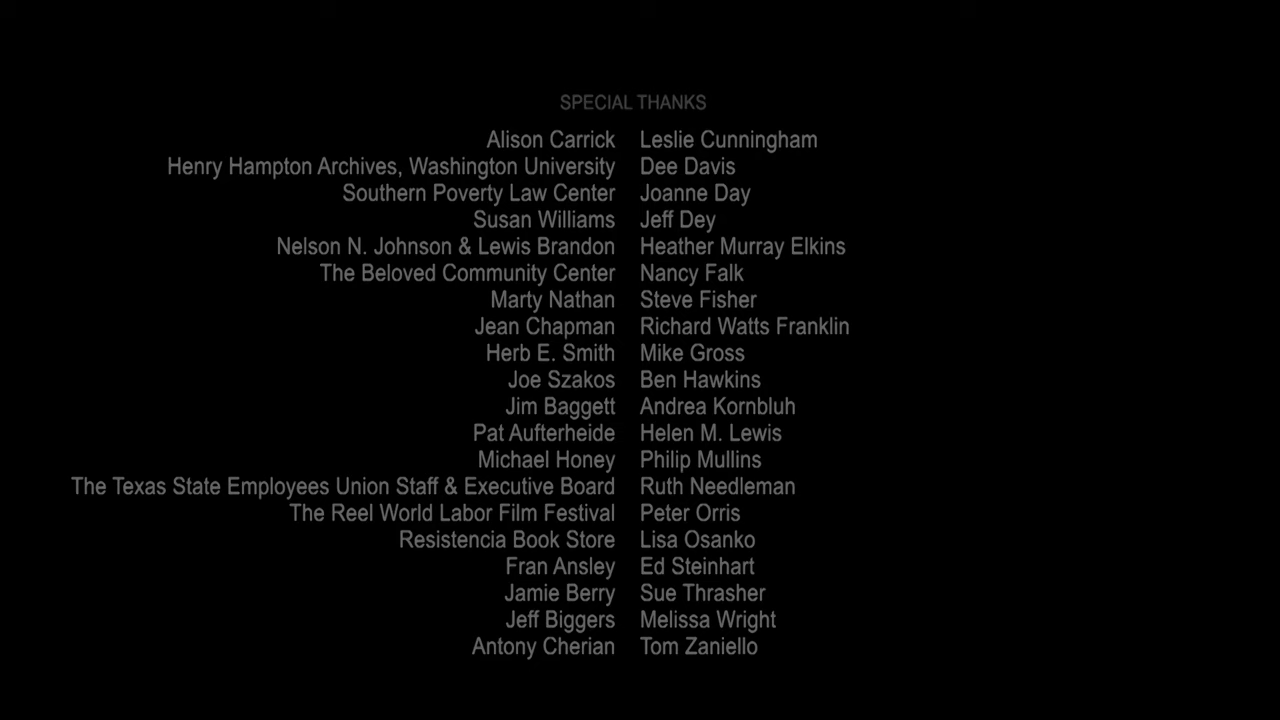 SPECIAL THANKS
Alison Carrick Leslie Cunningham
Henry Hampton Archives, Washington University Dee Davis
Southern Poverty Law Center Joanne Day
Susan Williams Jeff Dey
Nelson N. Johnson & Lewis Brandon Heather Murray Elkins
The Beloved Community Center Nancy Falk
Marty Nathan Steve Fisher
Jean Chapman Richard Watts Franklin
Herb E. Smith Mike Gross
Joe Szakos Ben Hawkins
Jim Baggett Andrea Kornbluh
Pat Aufterheide Helen M. Lewis
Michael Honey Philip Mullins
The Texas State Employees Union Staff & Executive Board Ruth Needleman
The Reel World Labor Film Festival Peter Orris
Resistencia Book Store Lisa Osanko
Fran Ansley Ed Steinhart
Jamie Berry Sue Thrasher
Jeff Biggers Melissa Wright
Antony Cherian Tom Zaniello